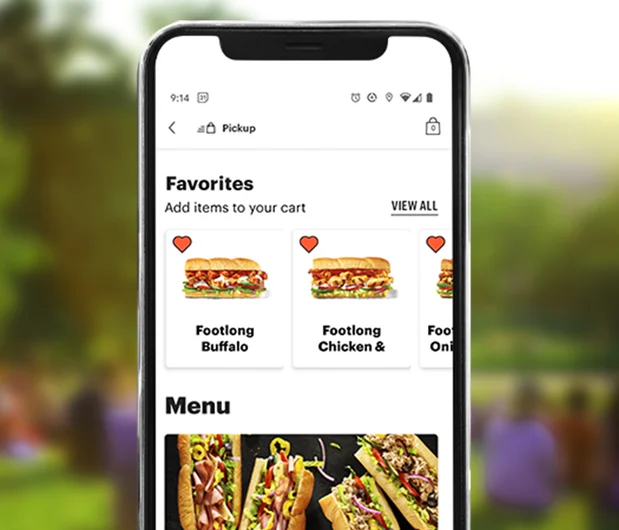 9:14 31
Pickup
0
Favorites
Add items to your cart
VIEW ALL
Footlong
Buffalo
Footlong
Chicken &
Foot
Oni
Menu